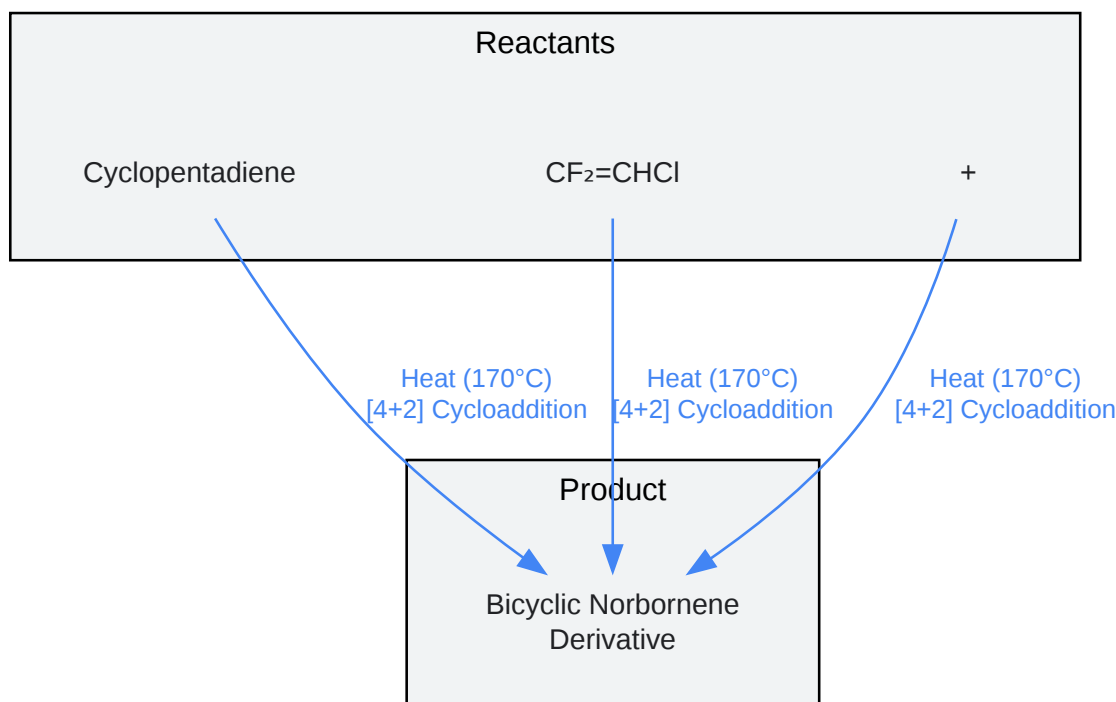 Reactants
Cyclopentadiene
CF₂=CHCl
+
Heat (170°C)
[4+2] Cycloaddition
Heat (170°C)
[4+2] Cycloaddition
Heat (170°C)
[4+2] Cycloaddition
Product
Bicyclic Norbornene
Derivative